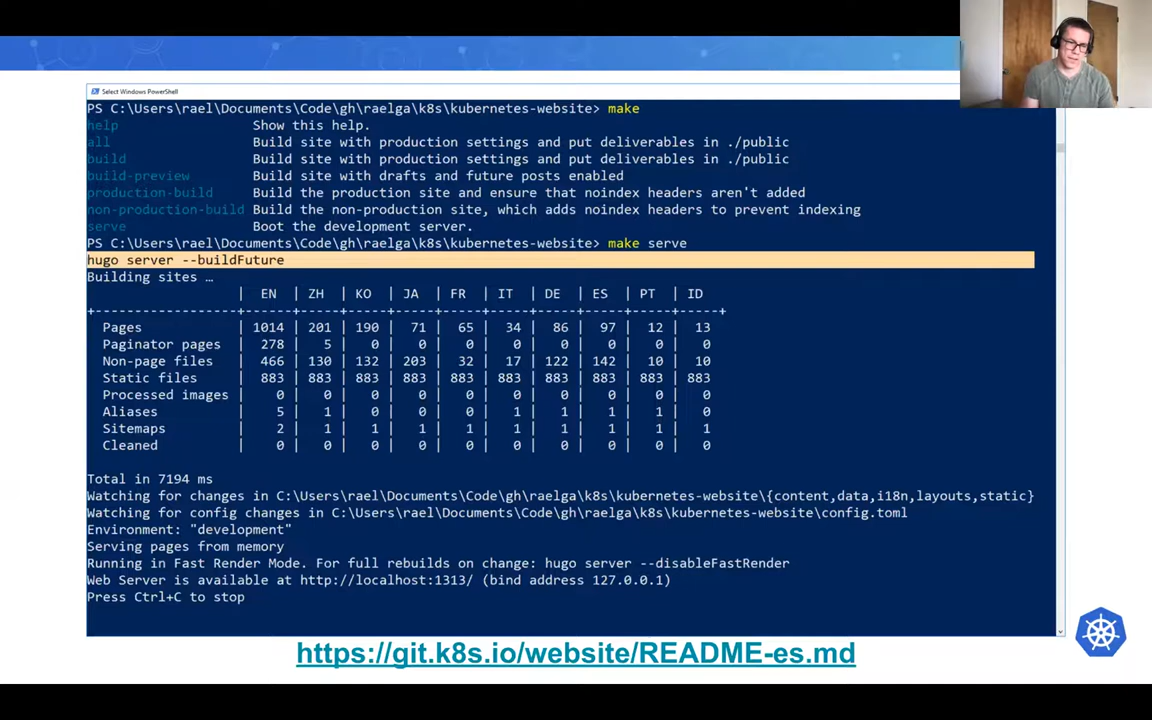 Select Windows PowerShell
PS C:\Users\rael\Documents\Code\gh\raelga\k8s\kubernetes-website> make
help Show this help.
all Build site with production settings and put deliverables in ./public
build Build site with production settings and put deliverables in ./public
build-preview Build site with drafts and future posts enabled
production-build Build the production site and ensure that noindex headers aren't added
non-production-build Build the non-production site, which adds noindex headers to prevent indexing
serve Boot the development server.
PS C:\Users\rael\Documents\Code\gh\raelga\k8s\kubernetes-website> make serve
hugo server --buildFuture
Building sites …
| EN | ZH | KO | JA | FR | IT | DE | ES | PT | ID
+------------------+------+-----+-----+-----+-----+-----+-----+-----+-----+------+
Pages | 1014 | 201 | 190 | 71 | 65 | 34 | 86 | 97 | 12 | 13
Paginator pages | 278 | 5 | 0 | 0 | 0 | 0 | 0 | 0 | 0 | 0
Non-page files | 466 | 130 | 132 | 203 | 32 | 17 | 122 | 142 | 10 | 10
Static files | 883 | 883 | 883 | 883 | 883 | 883 | 883 | 883 | 883 | 883
Processed images | 0 | 0 | 0 | 0 | 0 | 0 | 0 | 0 | 0 | 0
Aliases | 5 | 1 | 0 | 0 | 0 | 1 | 1 | 1 | 1 | 0
Sitemaps | 2 | 1 | 1 | 1 | 1 | 1 | 1 | 1 | 1 | 1
Cleaned | 0 | 0 | 0 | 0 | 0 | 0 | 0 | 0 | 0 | 0
Total in 7194 ms
Watching for changes in C:\Users\rael\Documents\Code\gh\raelga\k8s\kubernetes-website\{content,data,i18n,layouts,static}
Watching for config changes in C:\Users\rael\Documents\Code\gh\raelga\k8s\kubernetes-website\config.toml
Environment: "development"
Serving pages from memory
Running in Fast Render Mode. For full rebuilds on change: hugo server --disableFastRender
Web Server is available at http://localhost:1313/ (bind address 127.0.0.1)
Press Ctrl+C to stop
https://git.k8s.io/website/README-es.md